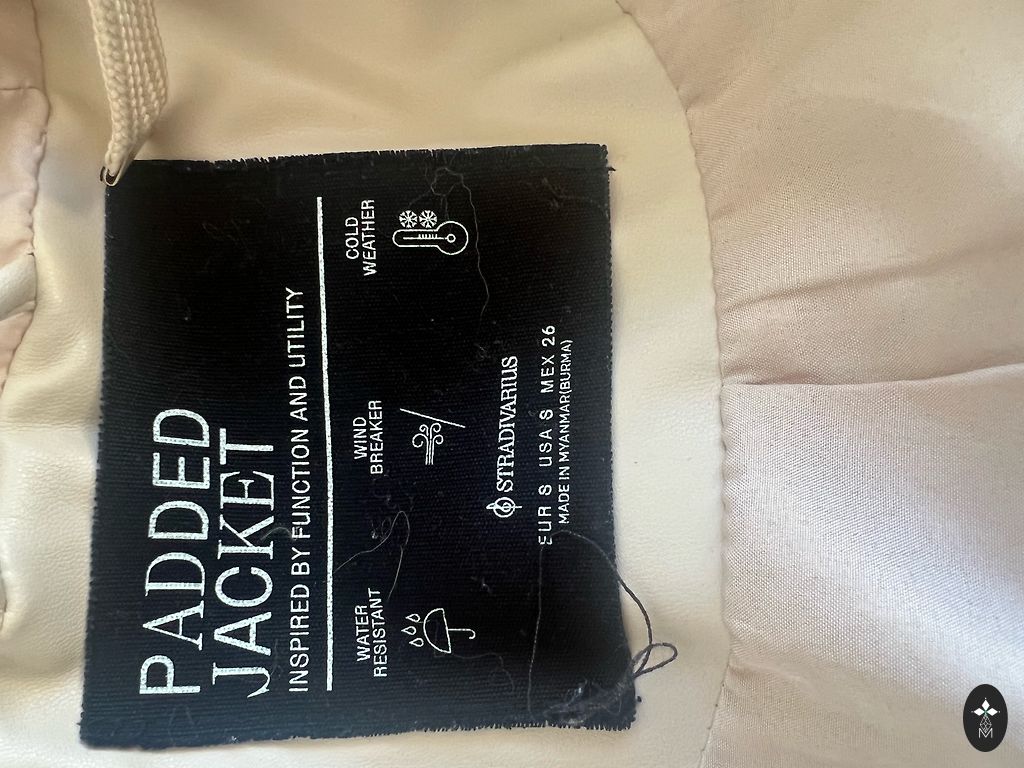 PADDED
JACKET
INSPIRED BY FUNCTION AND UTILITY
WATER
RESISTANT
WIND
BREAKER
COLD
WEATHER
STRADIVARIUS
EUR S USA S MEX 26
MADE IN MYANMAR(BURMA)
M